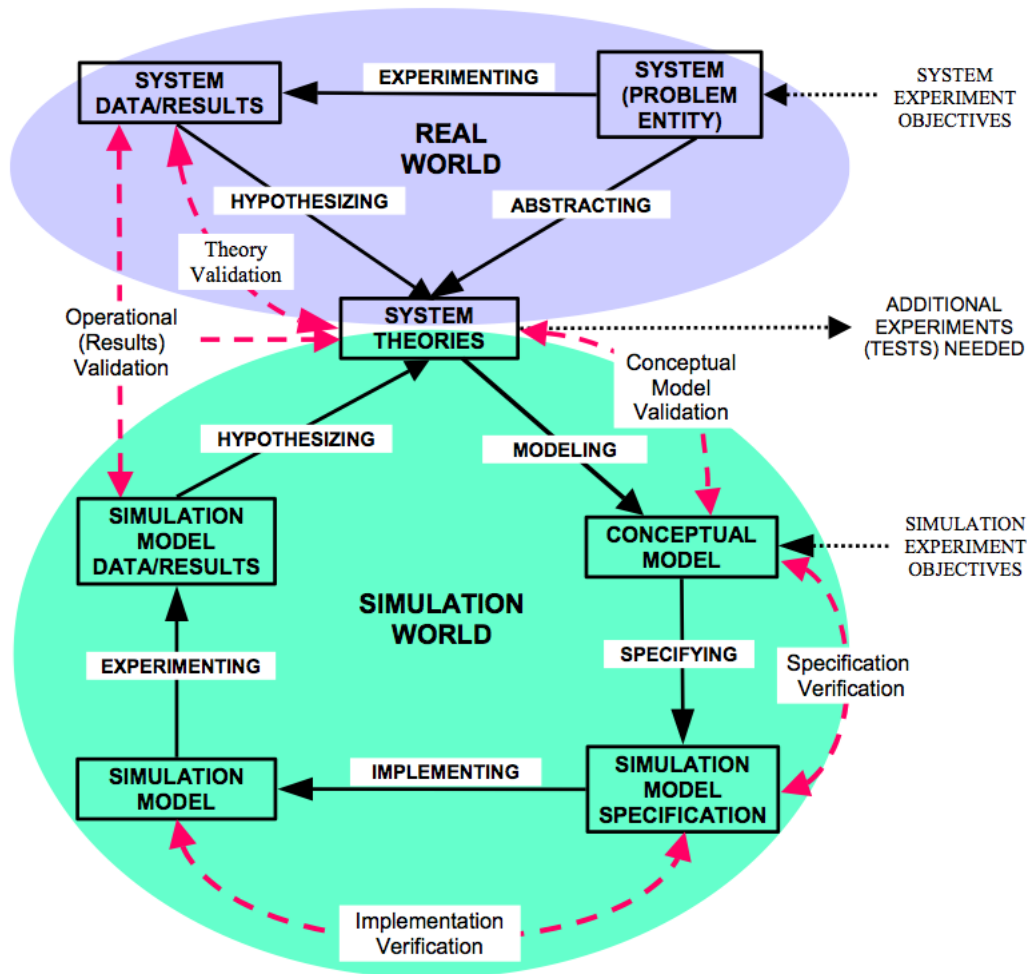 SYSTEM
DATA/RESULTS
EXPERIMENTING
SYSTEM
(PROBLEM
ENTITY)
SYSTEM
EXPERIMENT
OBJECTIVES
REAL
WORLD
HYPOTHESIZING
ABSTRACTING
Theory
Validation
Operational
(Results)
Validation
SYSTEM
THEORIES
ADDITIONAL
EXPERIMENTS
(TESTS) NEEDED
Conceptual
Model
Validation
HYPOTHESIZING
MODELING
SIMULATION
MODEL
DATA/RESULTS
CONCEPTUAL
MODEL
SIMULATION
EXPERIMENT
OBJECTIVES
SIMULATION
WORLD
EXPERIMENTING
SPECIFYING
Specification
Verification
SIMULATION
MODEL
IMPLEMENTING
SIMULATION
MODEL
SPECIFICATION
Implementation
Verification